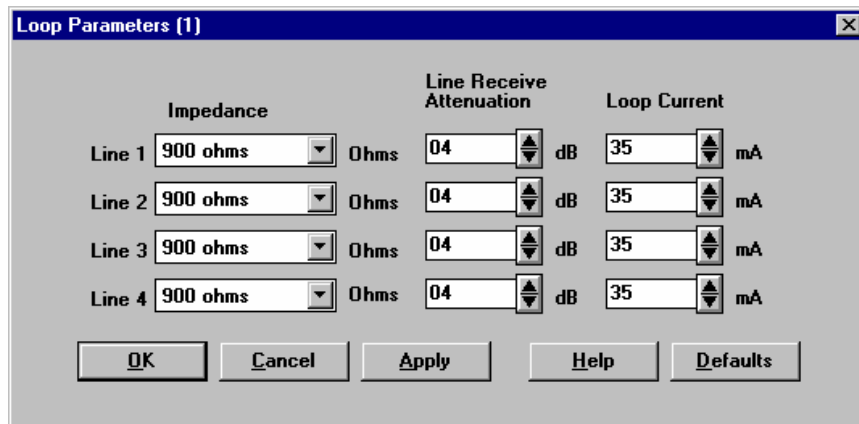 Loop Parameters (1)
Impedance Line Receive Attenuation Loop Current
Line 1 900 ohms Ohms 04 dB 35 mA
Line 2 900 ohms Ohms 04 dB 35 mA
Line 3 900 ohms Ohms 04 dB 35 mA
Line 4 900 ohms Ohms 04 dB 35 mA
OK Cancel Apply Help Defaults